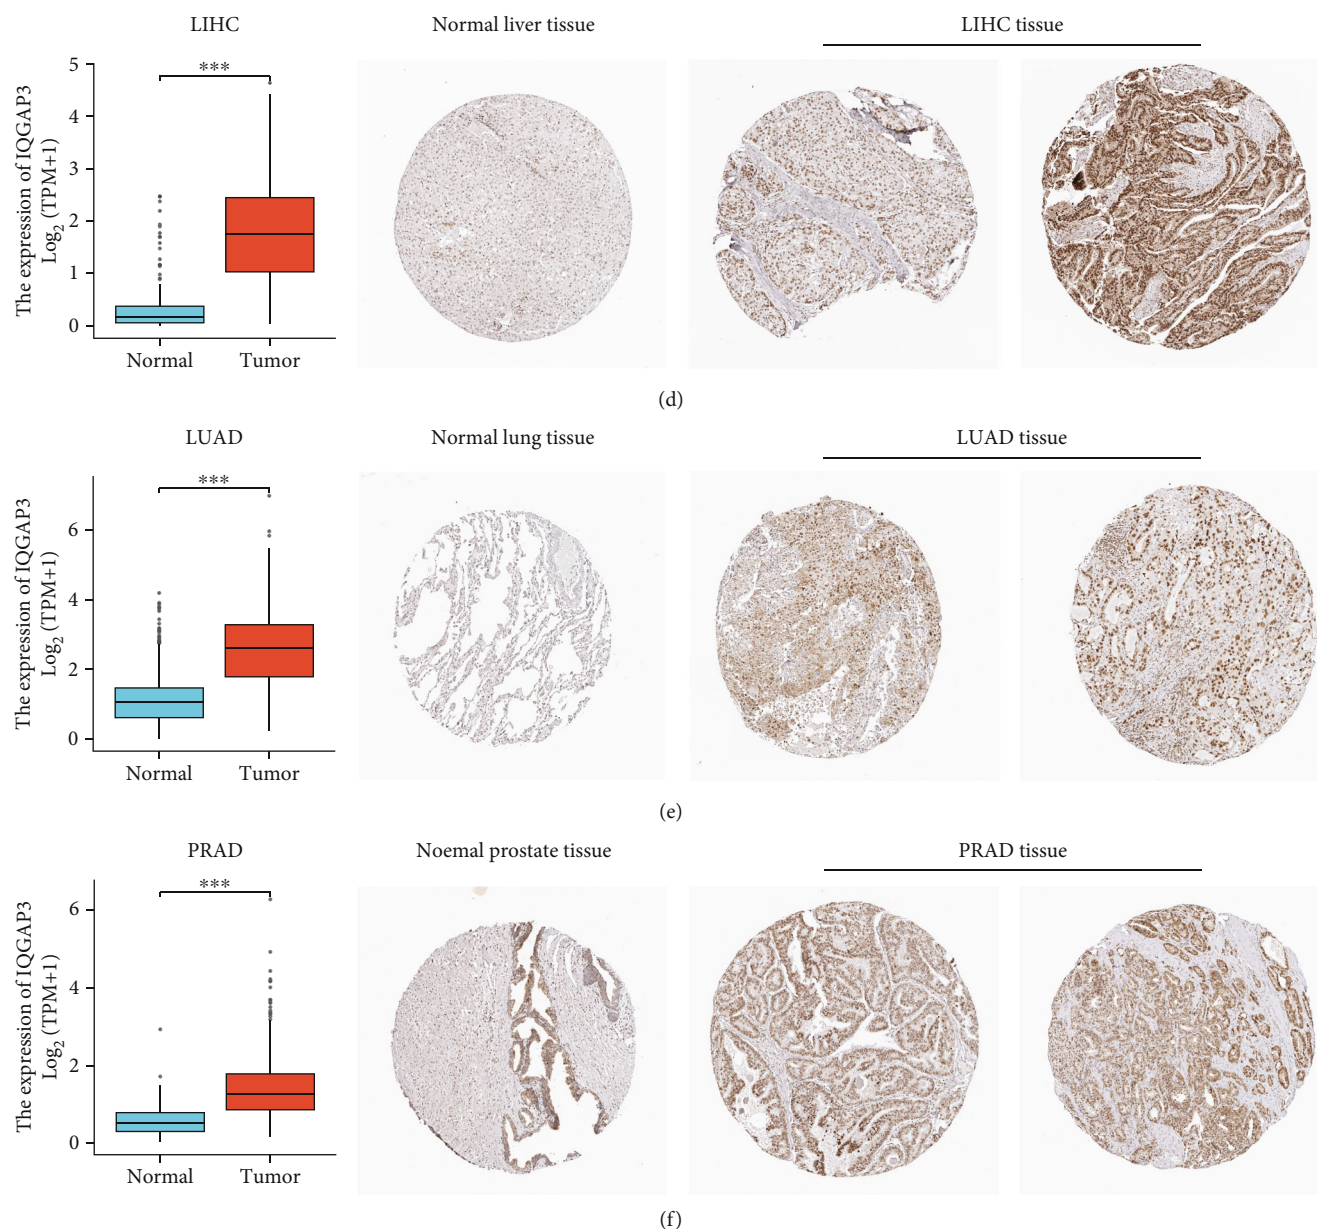 LIHC
Normal liver tissue
LIHC tissue
The expression of IQGAP3
Log2 (TPM+1)
***
5
4
3
2
1
0
Normal
Tumor
(d)
LUAD
Normal lung tissue
LUAD tissue
The expression of IQGAP3
Log2 (TPM+1)
***
6
4
2
0
Normal
Tumor
(e)
PRAD
Noemal prostate tissue
PRAD tissue
The expression of IQGAP3
Log2 (TPM+1)
***
6
4
2
0
Normal
Tumor
(f)